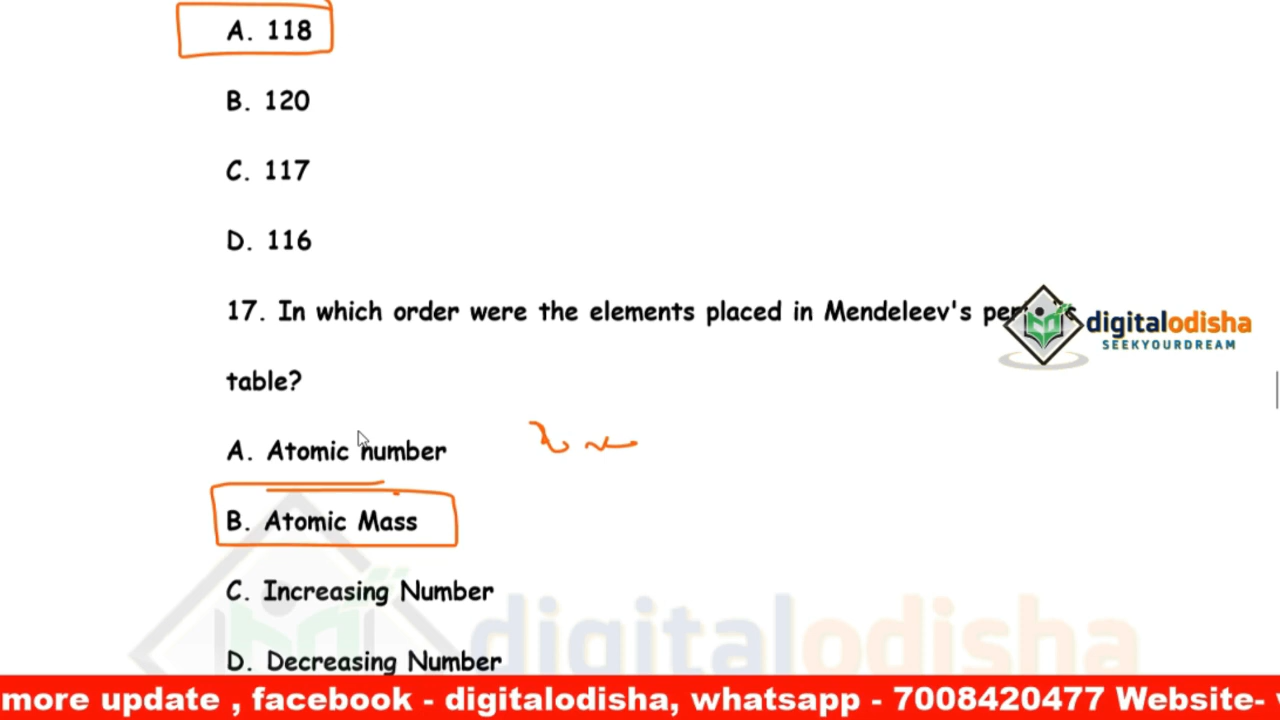 A. 118
B. 120
C. 117
D. 116
17. In which order were the elements placed in Mendeleev's
digitalodisha
SEEKYOURDREAM
table?
A. Atomic number
B. Atomic Mass
C. Increasing Number
digitalodisha
D. Decreasing Number
more update , facebook - digitalodisha, whatsapp - 7008420477 Website-